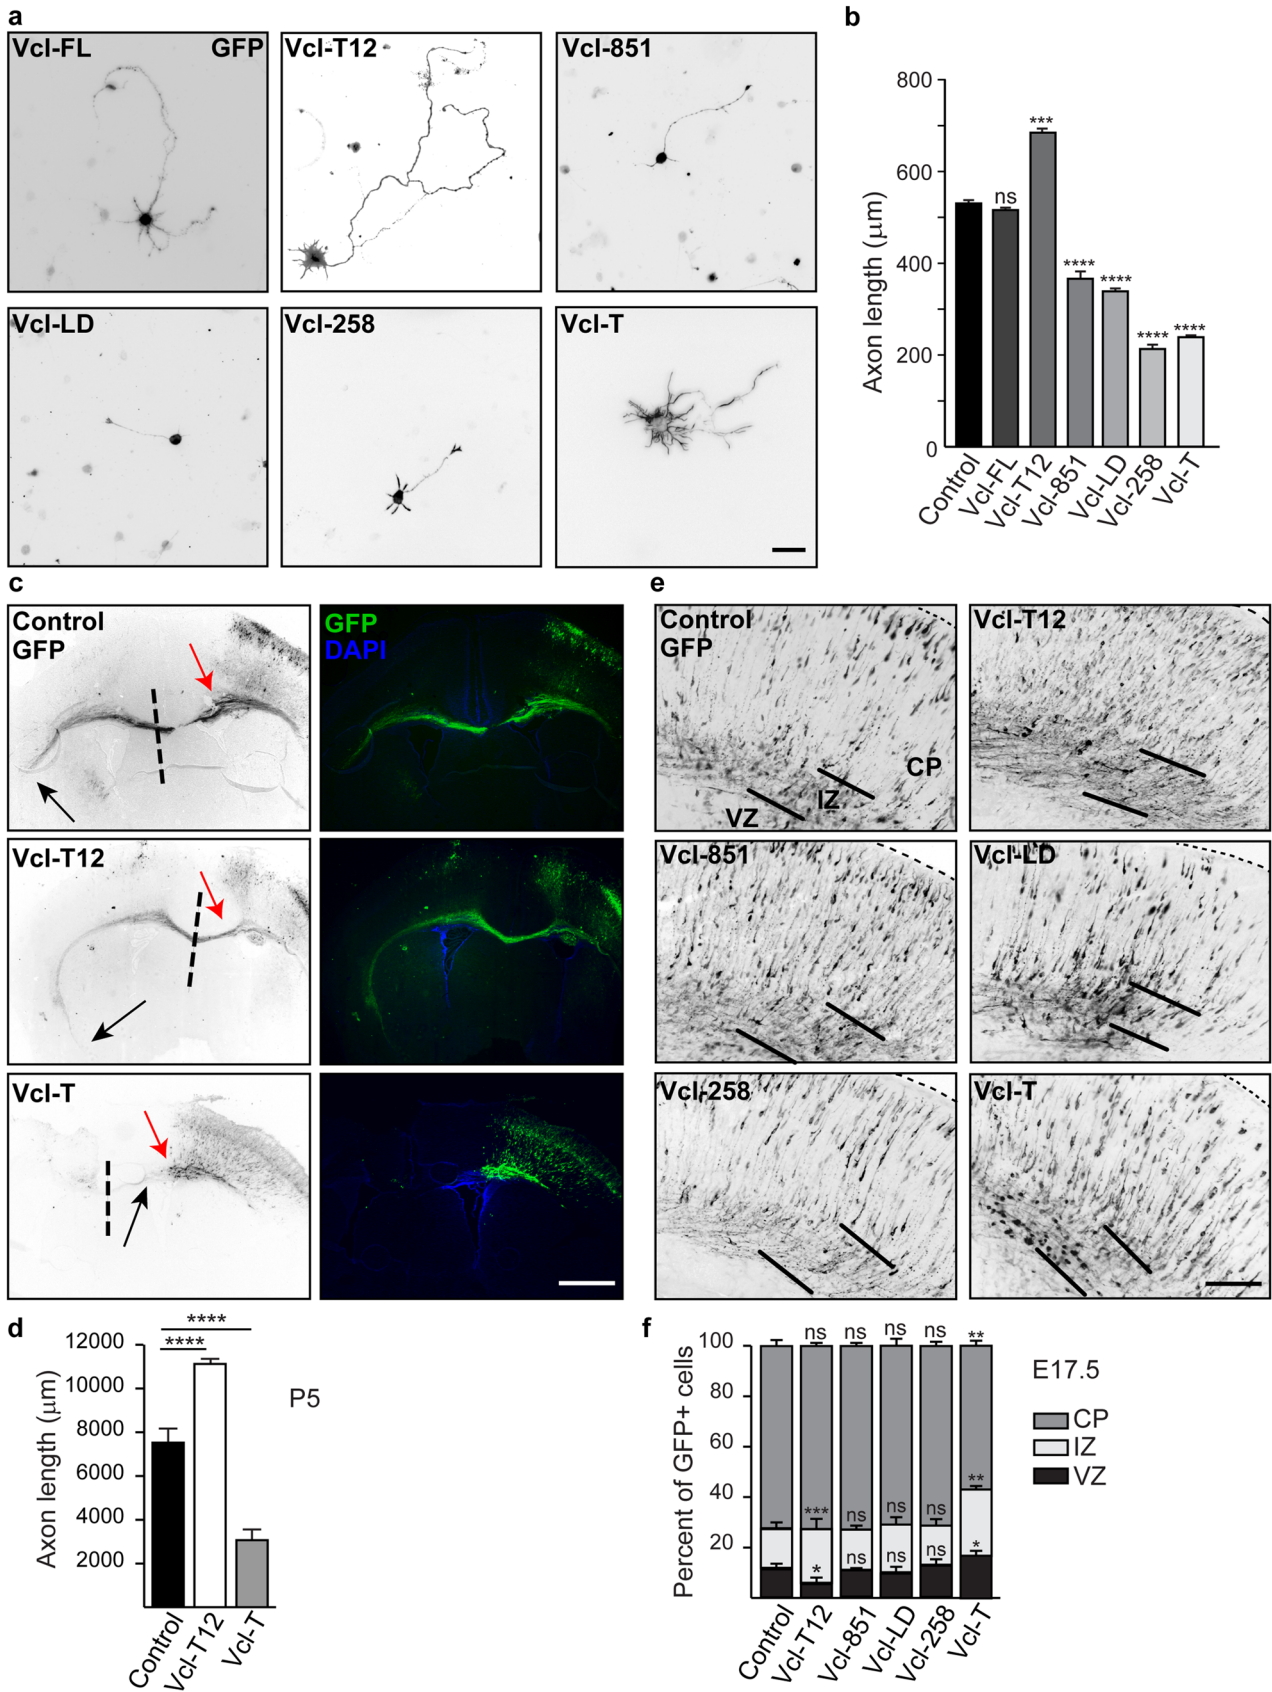 a
Vcl-FL GFP
Vcl-T12
Vcl-851
Vcl-LD
Vcl-258
Vcl-T
b
800
600
400
200
0
Axon length (μm)
ns
***
****
****
****
****
Control
Vcl-FL
Vcl-T12
Vcl-851
Vcl-LD
Vcl-258
Vcl-T
c
Control
GFP
GFP
DAPI
Vcl-T12
Vcl-T
d
****
****
12000
10000
8000
6000
4000
2000
Axon length (μm)
P5
Control
Vcl-T12
Vcl-T
e
Control
GFP
CP
IZ
VZ
Vcl-T12
Vcl-851
Vcl-LD
Vcl-258
Vcl-T
f
100
80
60
40
20
Percent of GFP+ cells
ns ns ns ns **
*** ns ns ns **
* ns ns ns *
E17.5
CP
IZ
VZ
Control
Vcl-T12
Vcl-851
Vcl-LD
Vcl-258
Vcl-T